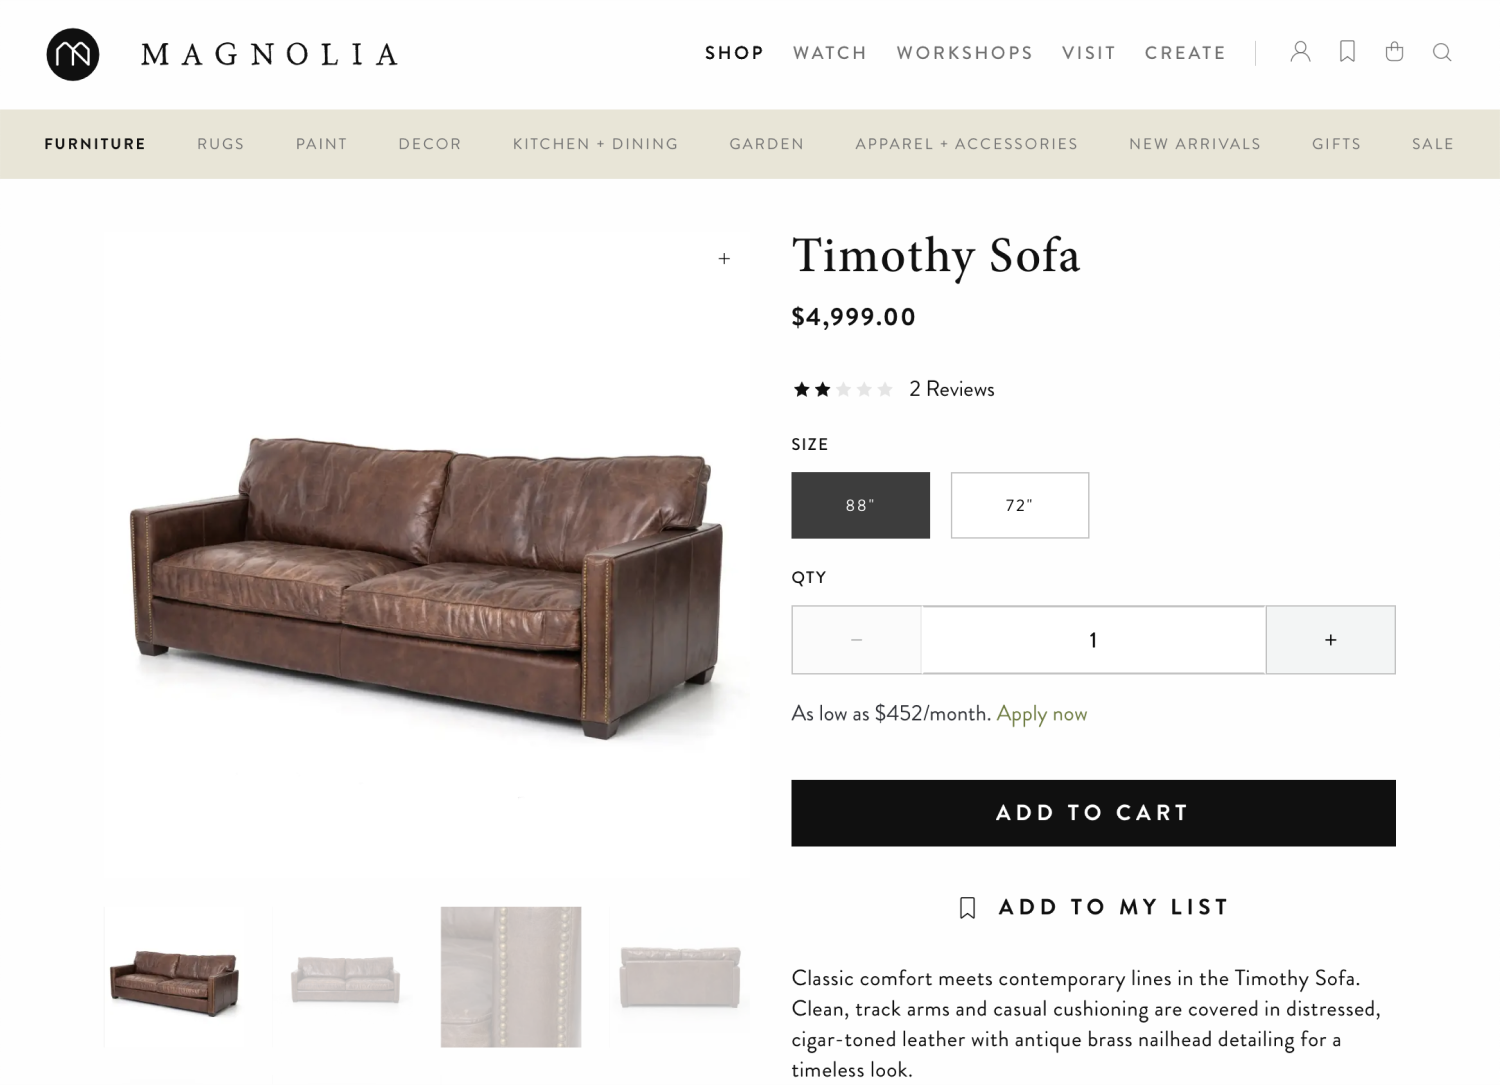 MAGNOLIA
SHOP WATCH WORKSHOPS VISIT CREATE
FURNITURE RUGS PAINT DECOR KITCHEN + DINING GARDEN APPAREL + ACCESSORIES NEW ARRIVALS GIFTS SALE
+
Timothy Sofa
$4,999.00
2 Reviews
SIZE
88" 72"
QTY
− 1 +
As low as $452/month. Apply now
ADD TO CART
ADD TO MY LIST
Classic comfort meets contemporary lines in the Timothy Sofa.
Clean, track arms and casual cushioning are covered in distressed,
cigar-toned leather with antique brass nailhead detailing for a
timeless look.